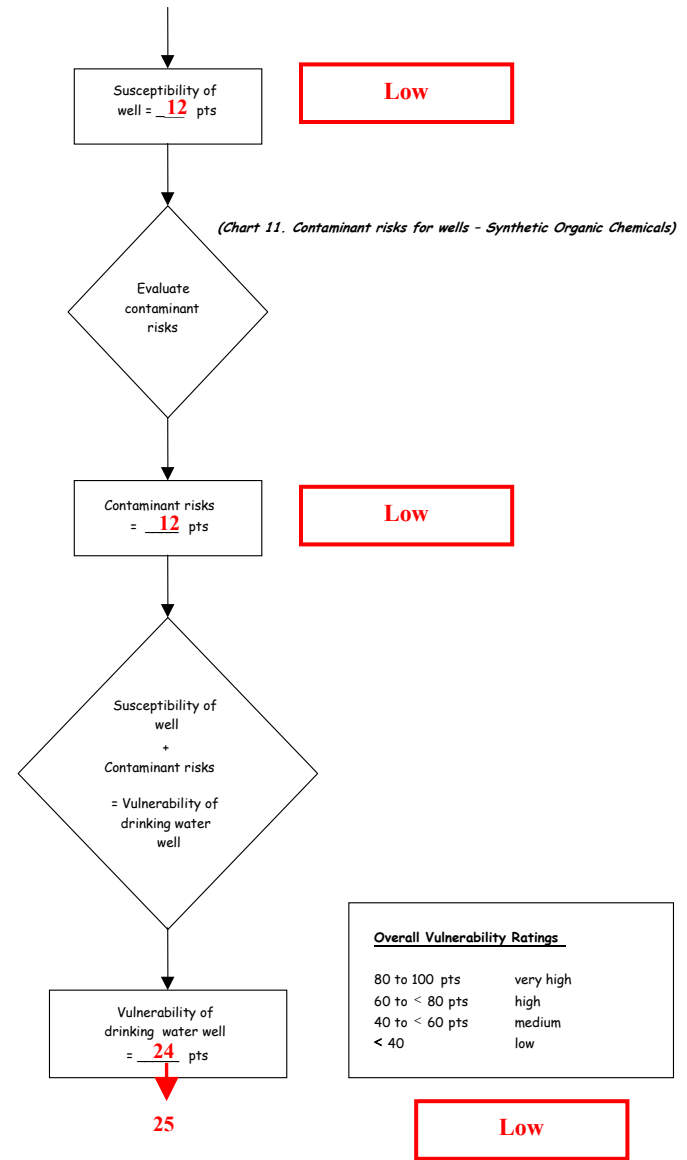 Susceptibility of
well = _12_ pts
Low
(Chart 11. Contaminant risks for wells – Synthetic Organic Chemicals)
Evaluate
contaminant
risks
Contaminant risks
= _12_ pts
Low
Susceptibility of
well
+
Contaminant risks
= Vulnerability of
drinking water
well
Overall Vulnerability Ratings
80 to 100 pts very high
60 to < 80 pts high
40 to < 60 pts medium
< 40 low
Vulnerability of
drinking water well
= _24_ pts
25
Low